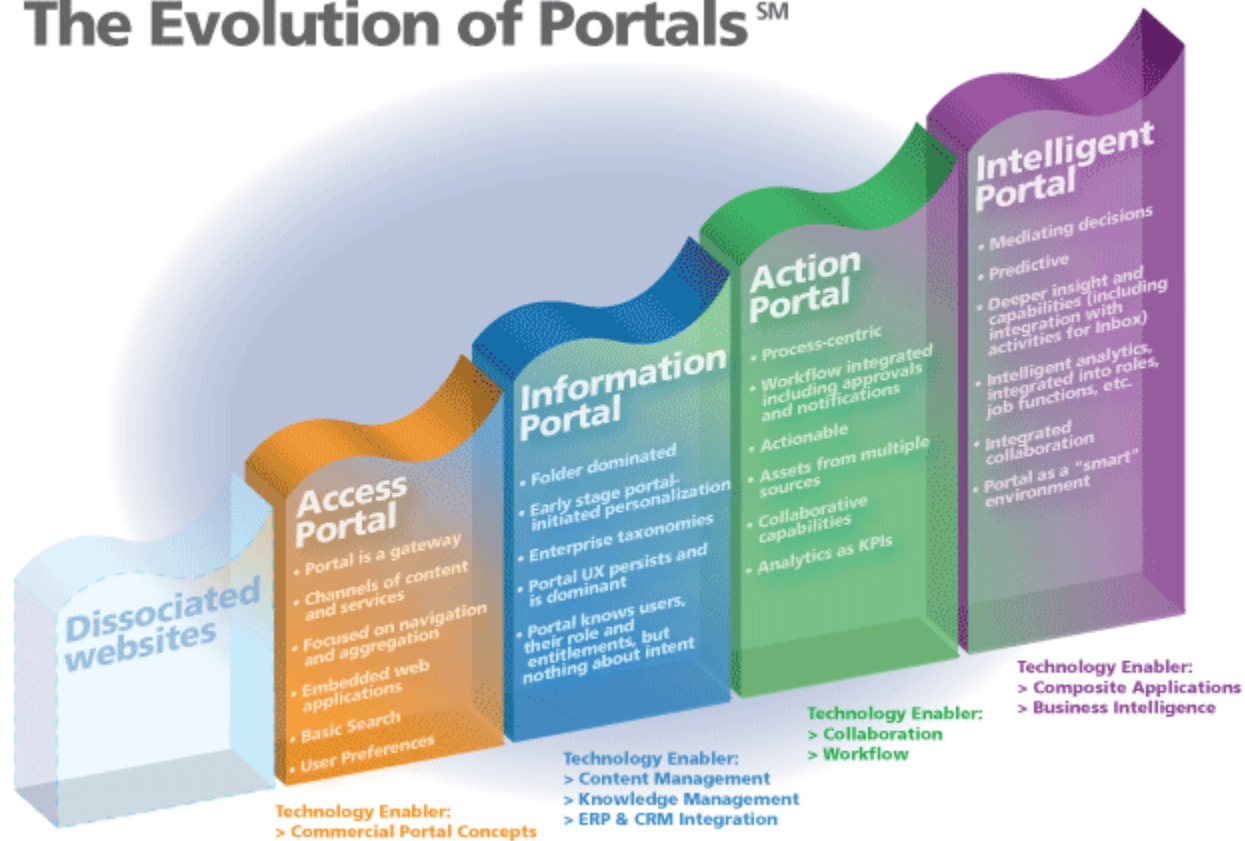 The Evolution of Portals℠
Dissociated
websites
Access
Portal
• Portal is a gateway
• Channels of content
and services
• Focused on navigation
and aggregation
• Embedded web
applications
• Basic Search
• User Preferences
Technology Enabler:
> Commercial Portal Concepts
Information
Portal
• Folder dominated
• Early stage portal-
initiated personalization
• Enterprise taxonomies
• Portal UX persists and
is dominant
• Portal knows users,
their role and
entitlements, but
nothing about intent
Technology Enabler:
> Content Management
> Knowledge Management
> ERP & CRM Integration
Action
Portal
• Process-centric
• Workflow integrated
including approvals
and notifications
• Actionable
• Assets from multiple
sources
• Collaborative
capabilities
• Analytics as KPIs
Technology Enabler:
> Collaboration
> Workflow
Intelligent
Portal
• Mediating decisions
• Predictive
• Deeper insight and
capabilities (including
integration with
activities for Inbox)
• Intelligent analytics,
integrated into roles,
job functions, etc.
• Integrated
collaboration
• Portal as a "smart"
environment
Technology Enabler:
> Composite Applications
> Business Intelligence